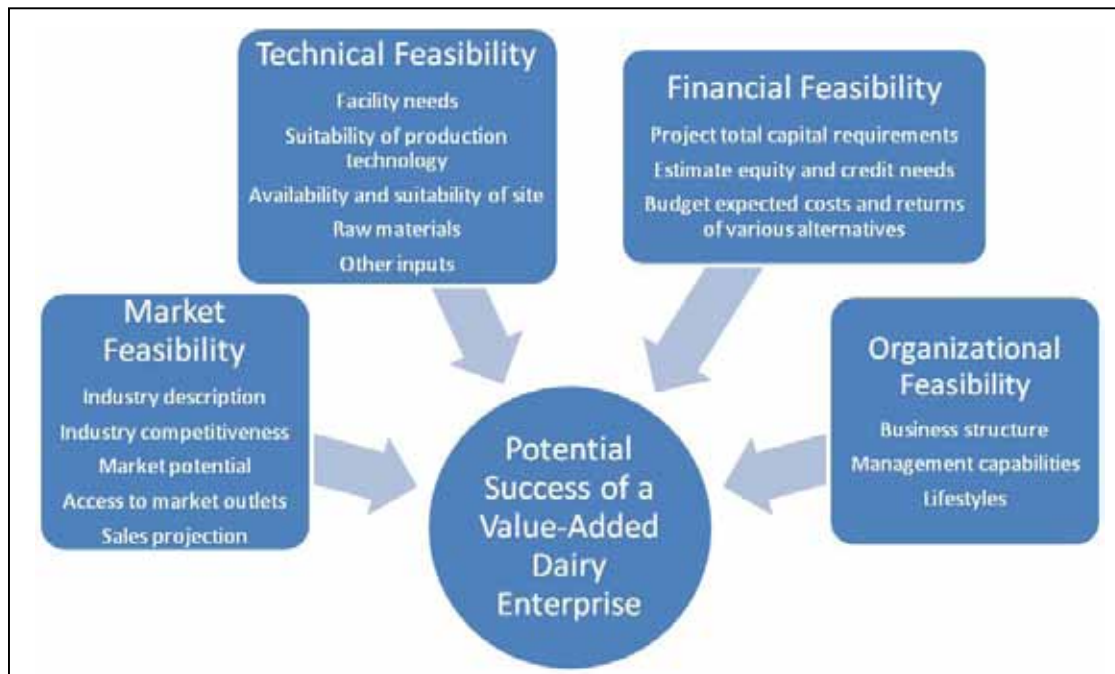 Technical Feasibility
Facility needs
Suitability of production
technology
Availability and suitability of site
Raw materials
Other inputs
Financial Feasibility
Project total capital requirements
Estimate equity and credit needs
Budget expected costs and returns
of various alternatives
Market
Feasibility
Industry description
Industry competitiveness
Market potential
Access to market outlets
Sales projection
Organizational
Feasibility
Business structure
Management capabilities
Lifestyles
Potential
Success of a
Value-Added
Dairy
Enterprise